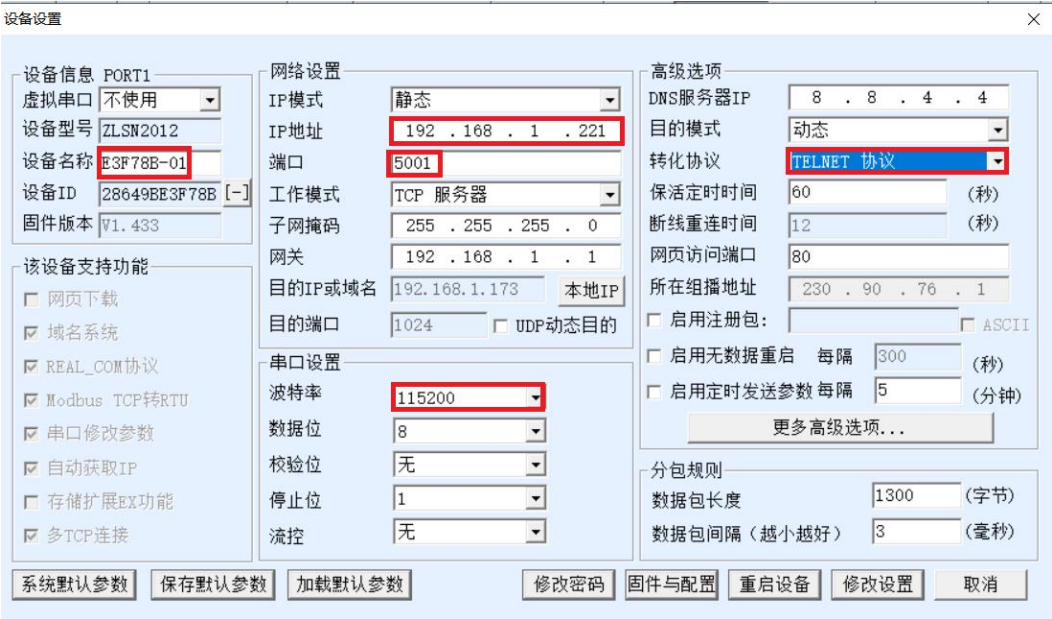 设备设置
设备信息 PORT1
虚拟串口 不使用
设备型号 ZLSN2012
设备名称 E3F78B-01
设备ID 28649BE3F78B [-]
固件版本 V1.433
该设备支持功能
网页下载
域名系统
REAL_COM协议
Modbus TCP转RTU
串口修改参数
自动获取IP
存储扩展EX功能
多TCP连接
网络设置
IP模式 静态
IP地址 192 . 168 . 1 . 221
端口 5001
工作模式 TCP 服务器
子网掩码 255 . 255 . 255 . 0
网关 192 . 168 . 1 . 1
目的IP或域名 192.168.1.173 本地IP
目的端口 1024 UDP动态目的
串口设置
波特率 115200
数据位 8
校验位 无
停止位 1
流控 无
高级选项
DNS服务器IP 8 . 8 . 4 . 4
目的模式 动态
转化协议 TELNET 协议
保活定时时间 60 (秒)
断线重连时间 12 (秒)
网页访问端口 80
所在组播地址 230 . 90 . 76 . 1
启用注册包: ASCII
启用无数据重启 每隔 300 (秒)
启用定时发送参数 每隔 5 (分钟)
更多高级选项...
分包规则
数据包长度 1300 (字节)
数据包间隔(越小越好) 3 (毫秒)
系统默认参数 保存默认参数 加载默认参数 修改密码 固件与配置 重启设备 修改设置 取消